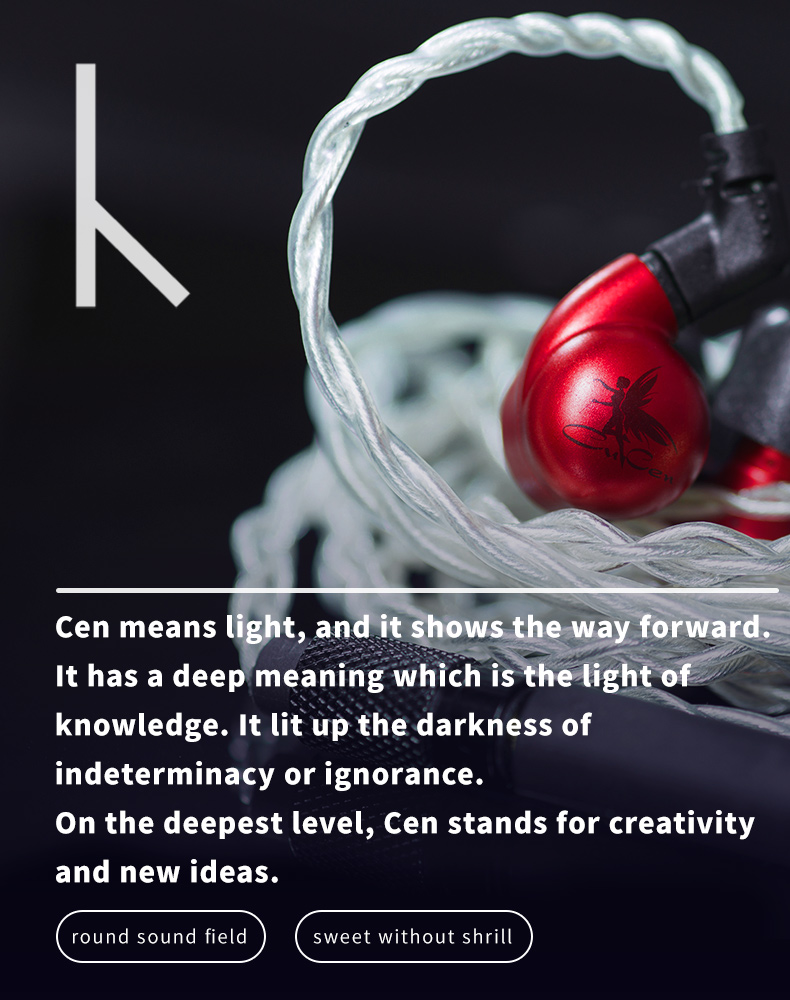 ᚳ
CuCen
Cen means light, and it shows the way forward.
It has a deep meaning which is the light of
knowledge. It lit up the darkness of
indeterminacy or ignorance.
On the deepest level, Cen stands for creativity
and new ideas.
round sound field
sweet without shrill